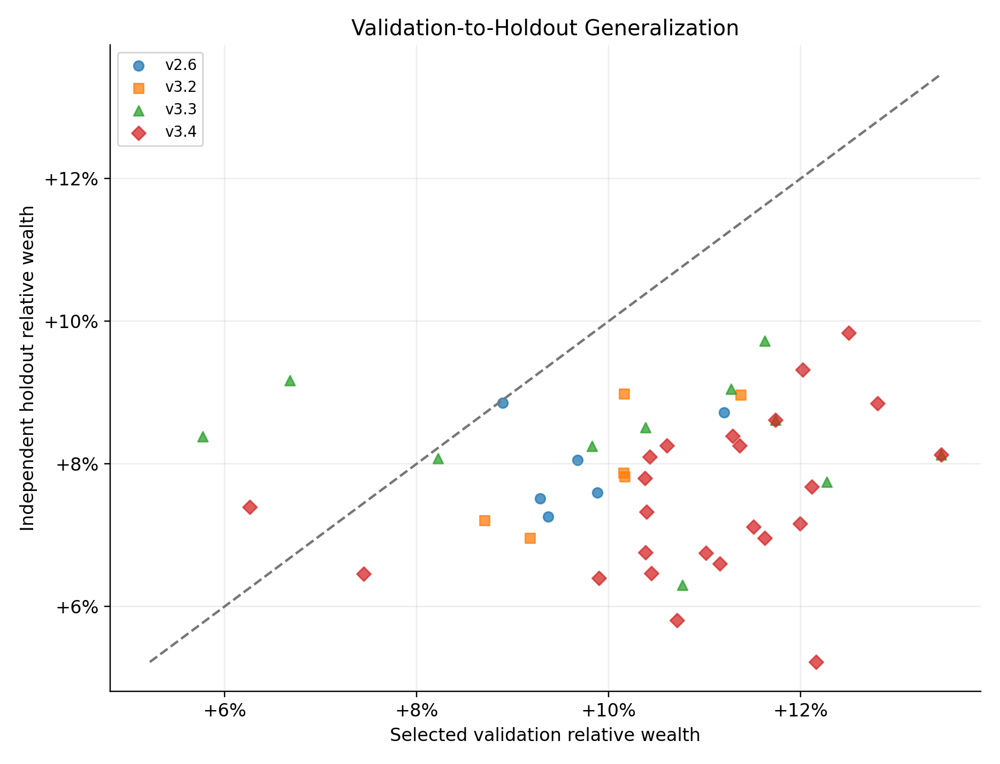 Validation-to-Holdout Generalization
v2.6
v3.2
v3.3
v3.4
Independent holdout relative wealth
+12%
+10%
+8%
+6%
+6%
+8%
+10%
+12%
Selected validation relative wealth